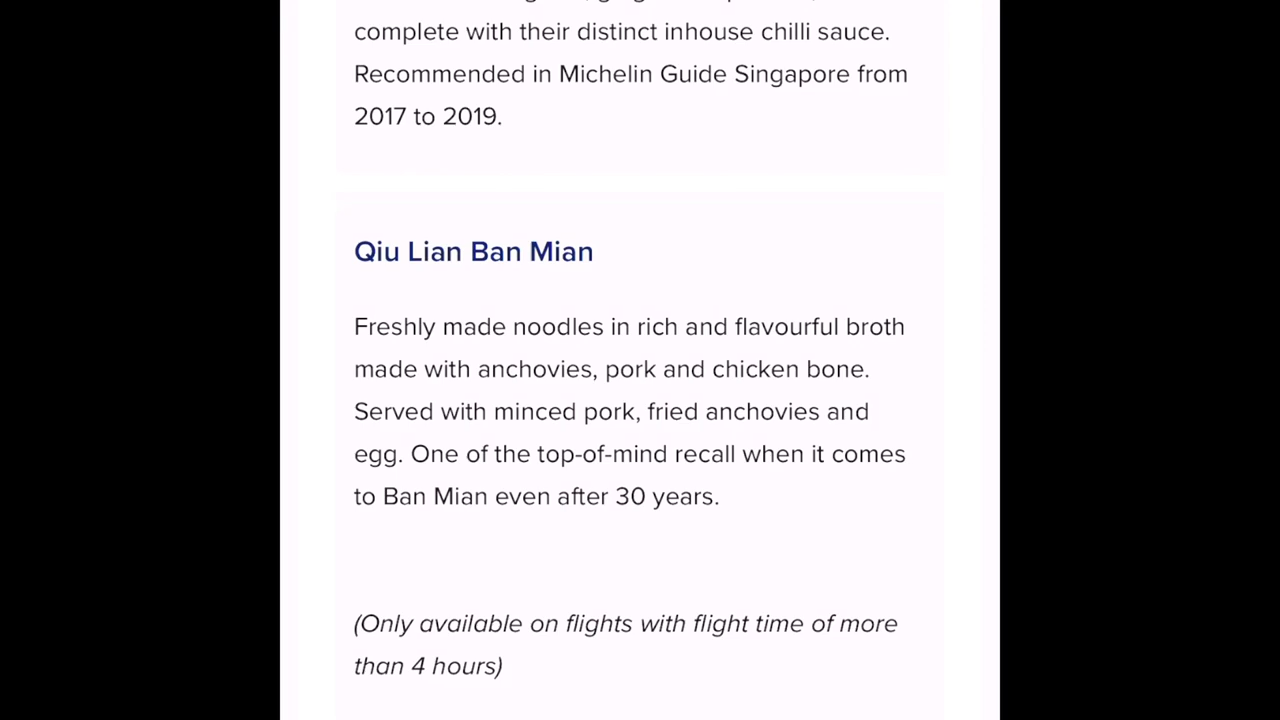 complete with their distinct inhouse chilli sauce.
Recommended in Michelin Guide Singapore from
2017 to 2019.
Qiu Lian Ban Mian
Freshly made noodles in rich and flavourful broth
made with anchovies, pork and chicken bone.
Served with minced pork, fried anchovies and
egg. One of the top-of-mind recall when it comes
to Ban Mian even after 30 years.
(Only available on flights with flight time of more
than 4 hours)